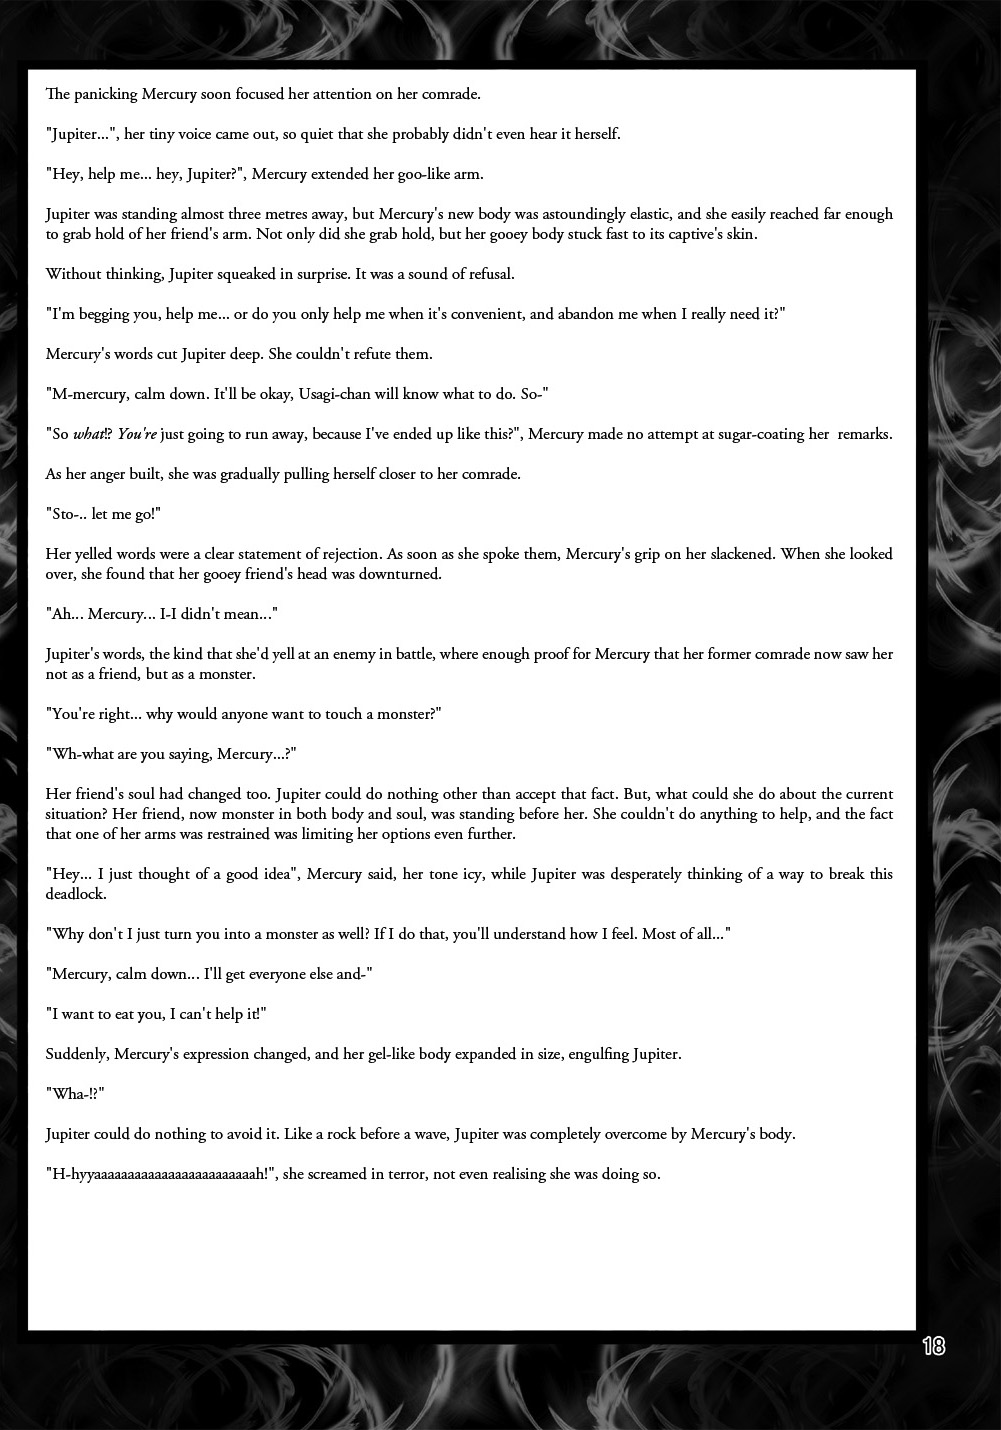 The panicking Mercury soon focused her attention on her comrade.
"Jupiter...", her tiny voice came out, so quiet that she probably didn't even hear it herself.
"Hey, help me... hey, Jupiter?", Mercury extended her goo-like arm.
Jupiter was standing almost three metres away, but Mercury's new body was astoundingly elastic, and she easily reached far enough
to grab hold of her friend's arm. Not only did she grab hold, but her gooey body stuck fast to its captive's skin.
Without thinking, Jupiter squeaked in surprise. It was a sound of refusal.
"I'm begging you, help me... or do you only help me when it's convenient, and abandon me when I really need it?"
Mercury's words cut Jupiter deep. She couldn't refute them.
"M-mercury, calm down. It'll be okay, Usagi-chan will know what to do. So-"
"So what!? You're just going to run away, because I've ended up like this?", Mercury made no attempt at sugar-coating her  remarks.
As her anger built, she was gradually pulling herself closer to her comrade.
"Sto-.. let me go!"
Her yelled words were a clear statement of rejection. As soon as she spoke them, Mercury's grip on her slackened. When she looked
over, she found that her gooey friend's head was downturned.
"Ah... Mercury... I-I didn't mean..."
Jupiter's words, the kind that she'd yell at an enemy in battle, where enough proof for Mercury that her former comrade now saw her
not as a friend, but as a monster.
"You're right... why would anyone want to touch a monster?"
"Wh-what are you saying, Mercury...?"
Her friend's soul had changed too. Jupiter could do nothing other than accept that fact. But, what could she do about the current
situation? Her friend, now monster in both body and soul, was standing before her. She couldn't do anything to help, and the fact
that one of her arms was restrained was limiting her options even further.
"Hey... I just thought of a good idea", Mercury said, her tone icy, while Jupiter was desperately thinking of a way to break this
deadlock.
"Why don't I just turn you into a monster as well? If I do that, you'll understand how I feel. Most of all..."
"Mercury, calm down... I'll get everyone else and-"
"I want to eat you, I can't help it!"
Suddenly, Mercury's expression changed, and her gel-like body expanded in size, engulfing Jupiter.
"Wha-!?"
Jupiter could do nothing to avoid it. Like a rock before a wave, Jupiter was completely overcome by Mercury's body.
"H-hyyaaaaaaaaaaaaaaaaaaaaaaaah!", she screamed in terror, not even realising she was doing so.
18